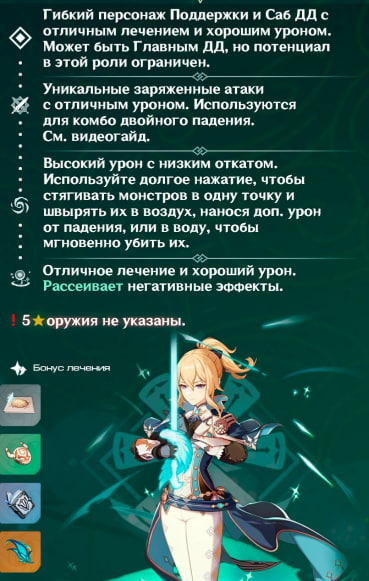 Гибкий персонаж Поддержки и Саб ДД с
отличным лечением и хорошим уроном.
Может быть Главным ДД, но потенциал
в этой роли ограничен.
Уникальные заряженные атаки
с отличным уроном. Используются
для комбо двойного падения.
См. видеогайд.
Высокий урон с низким откатом.
Используйте долгое нажатие, чтобы
стягивать монстров в одну точку и
швырять их в воздух, нанося доп. урон
от падения, или в воду, чтобы
мгновенно убить их.
Отличное лечение и хороший урон.
Рассеивает негативные эффекты.
! 5★оружия не указаны.
Бонус лечения